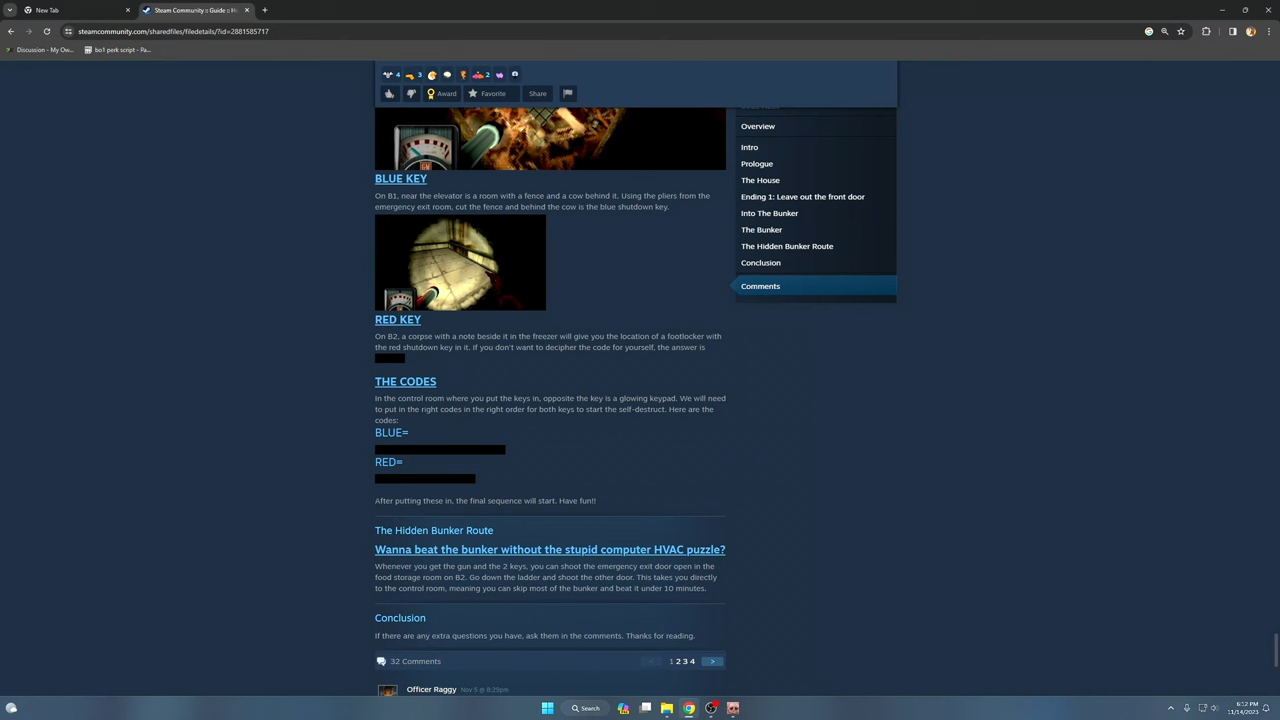 New Tab
Steam Community :: Guide :: H
steamcommunity.com/sharedfiles/filedetails/?id=2881585717
Discussion - My Ow...
bo1 perk script - Pa...
4
3
2
Award
Favorite
Share
BLUE KEY
On B1, near the elevator is a room with a fence and a cow behind it. Using the pliers from the
emergency exit room, cut the fence and behind the cow is the blue shutdown key.
RED KEY
On B2, a corpse with a note beside it in the freezer will give you the location of a footlocker with
the red shutdown key in it. If you don't want to decipher the code for yourself, the answer is
THE CODES
In the control room where you put the keys in, opposite the key is a glowing keypad. We will need
to put in the right codes in the right order for both keys to start the self-destruct. Here are the
codes:
BLUE=
RED=
After putting these in, the final sequence will start. Have fun!!
The Hidden Bunker Route
Wanna beat the bunker without the stupid computer HVAC puzzle?
Whenever you get the gun and the 2 keys, you can shoot the emergency exit door open in the
food storage room on B2. Go down the ladder and shoot the other door. This takes you directly
to the control room, meaning you can skip most of the bunker and beat it under 10 minutes.
Conclusion
If there are any extra questions you have, ask them in the comments. Thanks for reading.
32 Comments
< 1 2 3 4 >
Officer Raggy Nov 5 @ 8:25pm
Overview
Intro
Prologue
The House
Ending 1: Leave out the front door
Into The Bunker
The Bunker
The Hidden Bunker Route
Conclusion
Comments
Search
6:12 PM
11/14/2023